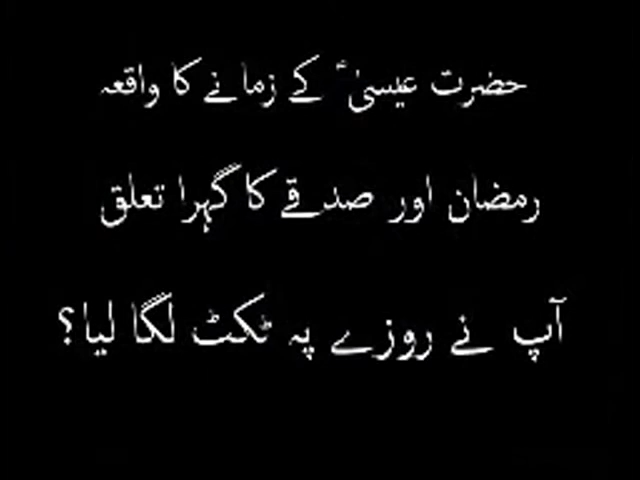 حضرت عیسیٰ ؑ کے زمانے کا واقعہ
رمضان اور صدقے کا گہرا تعلق
آپ نے روزے پہ ٹکٹ لگا لیا؟